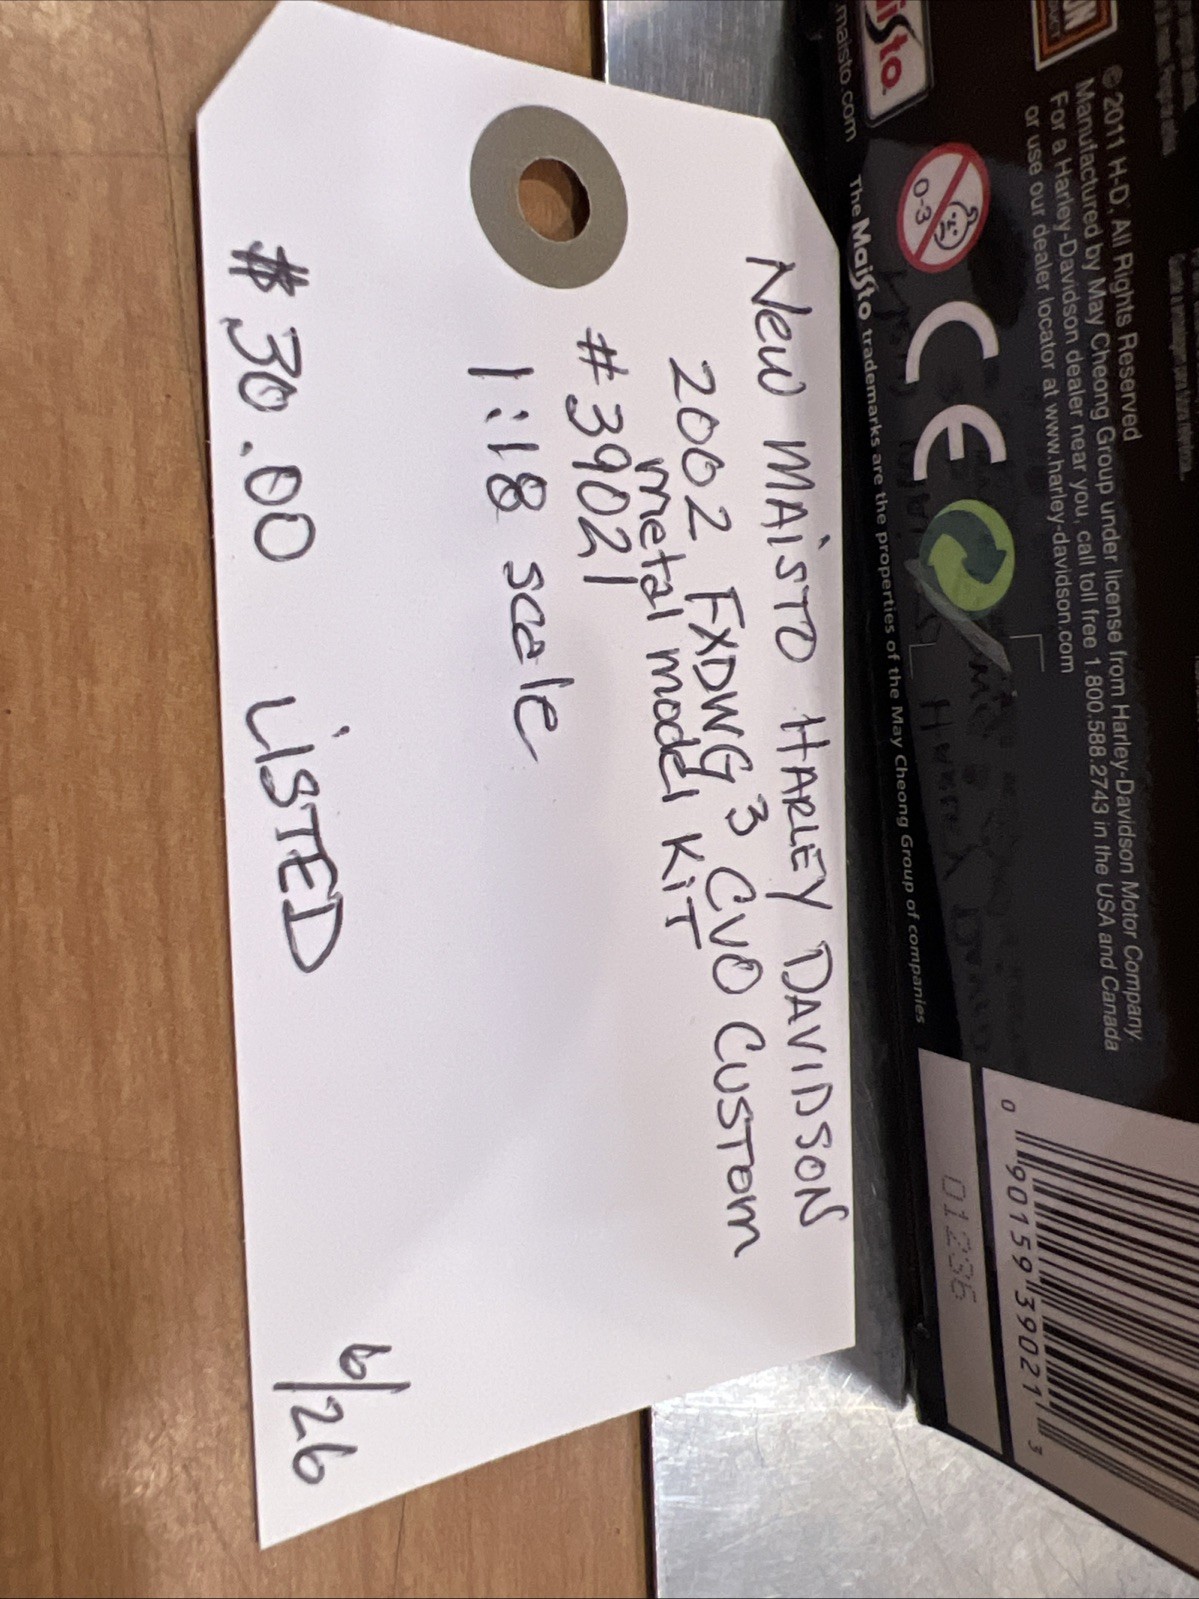 New MAiSTO HARLEY DAVIDSON
2002 FXDWG 3 CVO CUSTOM
metal model KiT
#39021
1:18 scale
$30.00 LiSTED
6/26
.maisto.com
0-3
CE
© 2011 H-D, All Rights Reserved
Manufactured by May Cheong Group under license from Harley-Davidson Motor Company.
For a Harley-Davidson dealer near you, call toll free 1.800.588.2743 in the USA and Canada
or use our dealer locator at www.harley-davidson.com
The Maisto trademarks are the properties of the May Cheong Group of companies
01236
0 90159 39021 3